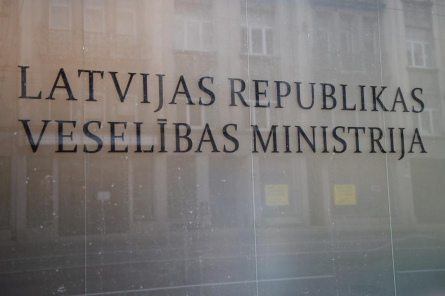 LATVIJAS REPUBLIKAS
VESELĪBAS MINISTRIJA